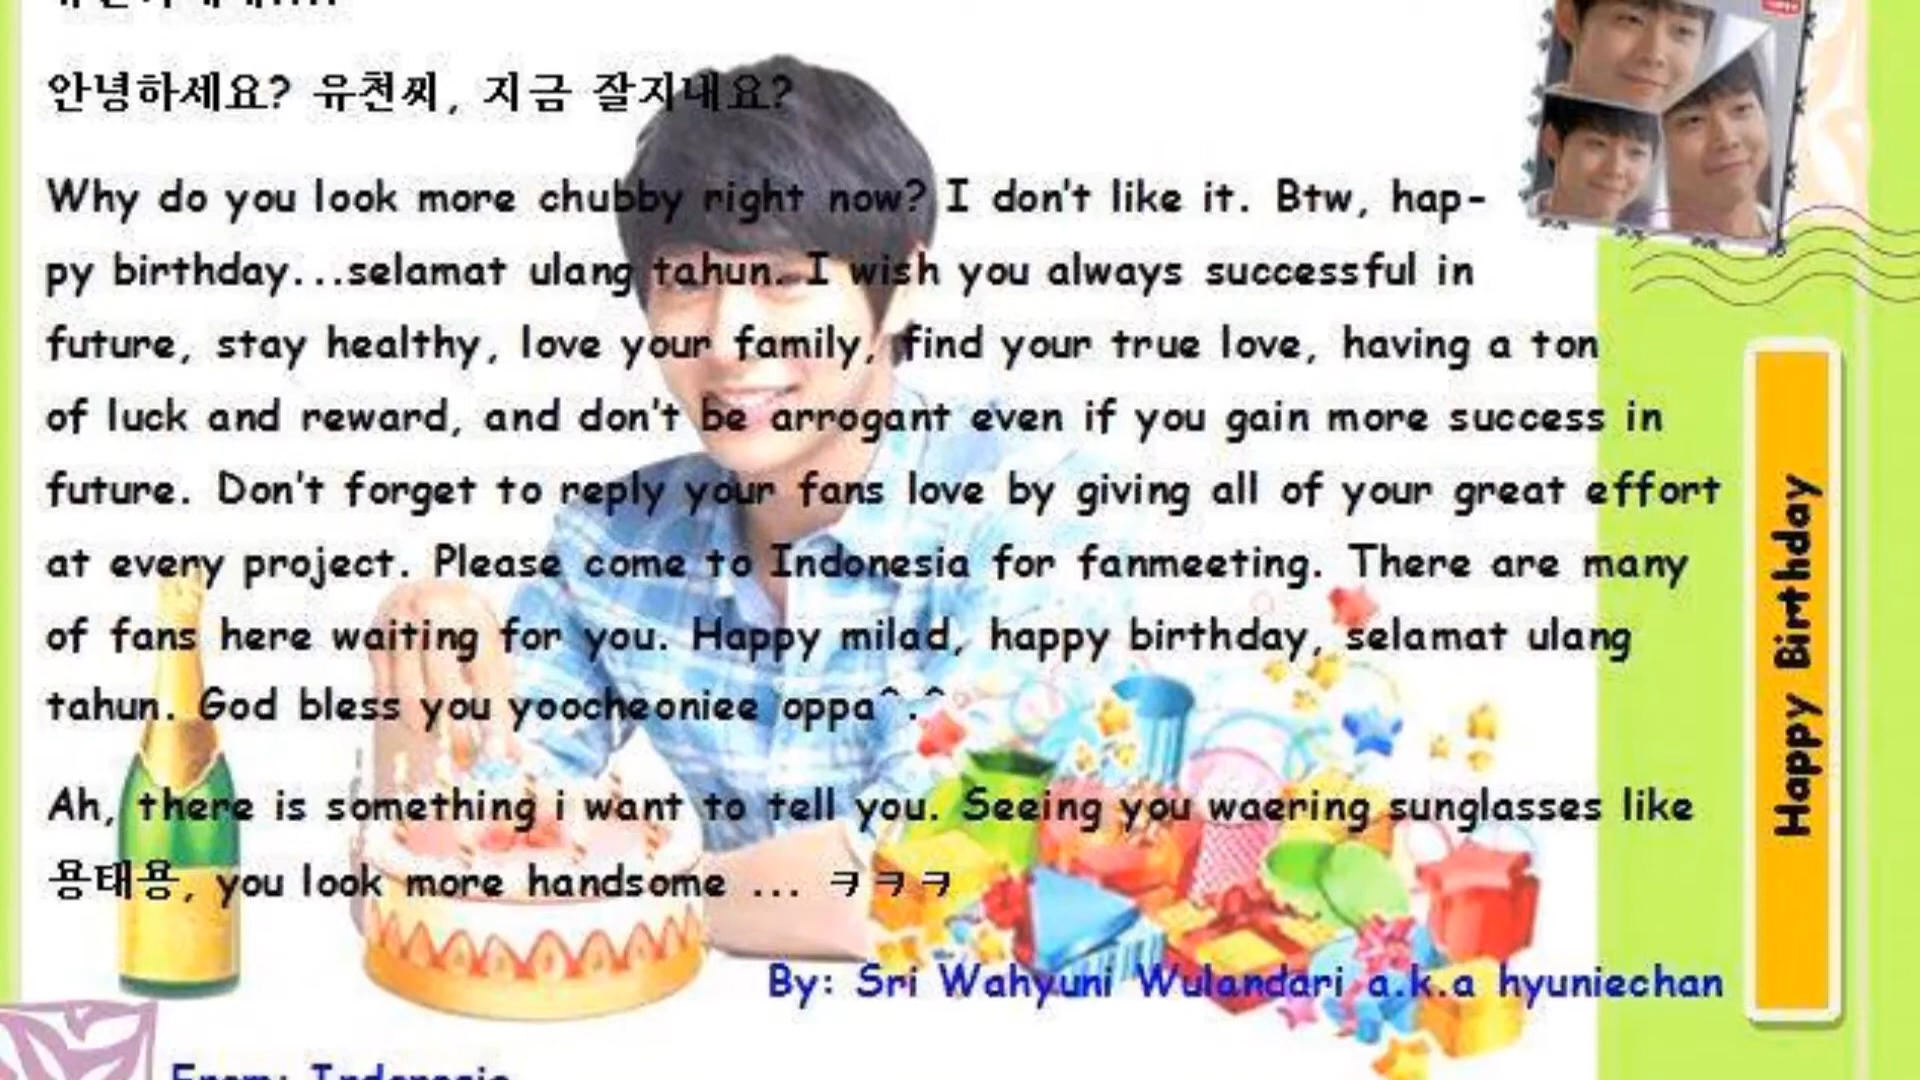 안녕하세요? 유천씨, 지금 잘지내요?
Why do you look more chubby right now? I don't like it. Btw, hap-
py birthday...selamat ulang tahun. I wish you always successful in
future, stay healthy, love your family, find your true love, having a ton
of luck and reward, and don't be arrogant even if you gain more success in
future. Don't forget to reply your fans love by giving all of your great effort
at every project. Please come to Indonesia for fanmeeting. There are many
of fans here waiting for you. Happy milad, happy birthday, selamat ulang
tahun. God bless you yoocheoniee oppa^.^
Ah, there is something i want to tell you. Seeing you waering sunglasses like
용태용, you look more handsome ... ㅋㅋㅋ
By: Sri Wahyuni Wulandari a.k.a hyuniechan
From: Indonesia
Happy Birthday